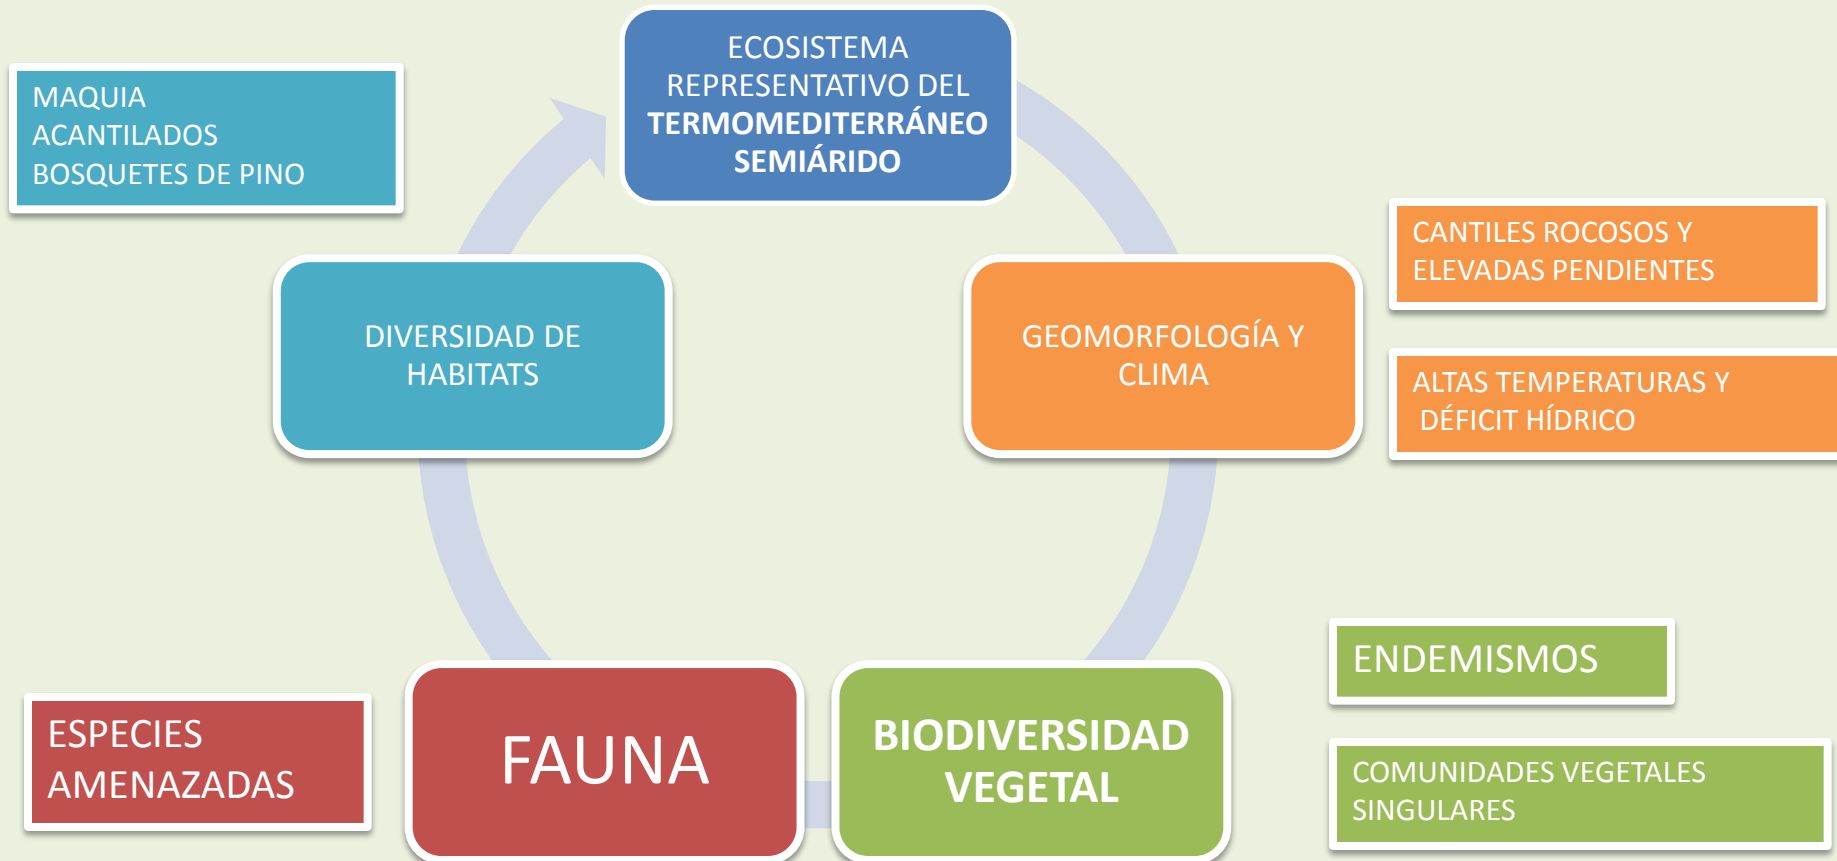 ECOSISTEMA
REPRESENTATIVO DEL
TERMOMEDITERRÁNEO
SEMIÁRIDO
MAQUIA
ACANTILADOS
BOSQUETES DE PINO
CANTILES ROCOSOS Y
ELEVADAS PENDIENTES
DIVERSIDAD DE
HABITATS
GEOMORFOLOGÍA Y
CLIMA
ALTAS TEMPERATURAS Y
DÉFICIT HÍDRICO
ESPECIES
AMENAZADAS
FAUNA
BIODIVERSIDAD
VEGETAL
ENDEMISMOS
COMUNIDADES VEGETALES
SINGULARES